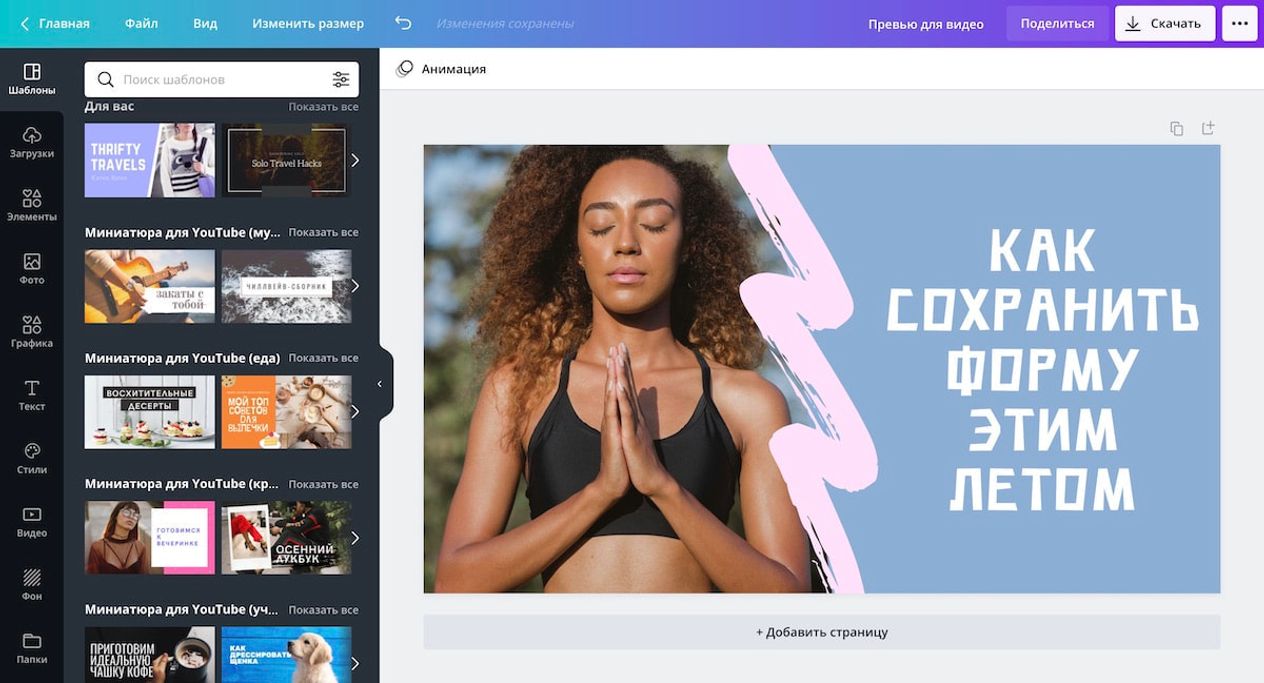 Главная
Файл
Вид
Изменить размер
Изменения сохранены
Превью для видео
Поделиться
Скачать
Шаблоны
Загрузки
Элементы
Фото
Графика
Текст
Стили
Видео
Фон
Папки
Поиск шаблонов
Для вас
Показать все
THRIFTY
TRAVELS
Solo Travel Hacks
Миниатюра для YouTube (му...
Показать все
закаты с
тобой
ЧИЛЛВЕЙВ-СБОРНИК
Миниатюра для YouTube (еда)
Показать все
ВОСХИТИТЕЛЬНЫЕ
ДЕСЕРТЫ
МОЙ ТОП
СОВЕТОВ
ДЛЯ
ВЫПЕЧКИ
Миниатюра для YouTube (кр...
Показать все
ГОТОВИМСЯ
К
ВЕЧЕРИНКЕ
ОСЕННИЙ
ЛУКБУК
Миниатюра для YouTube (уч...
Показать все
ПРИГОТОВИМ
ИДЕАЛЬНУЮ
ЧАШКУ КОФЕ
КАК
ДРЕССИРОВАТЬ
ЩЕНКА
Анимация
КАК
СОХРАНИТЬ
ФОРМУ
ЭТИМ
ЛЕТОМ
+ Добавить страницу